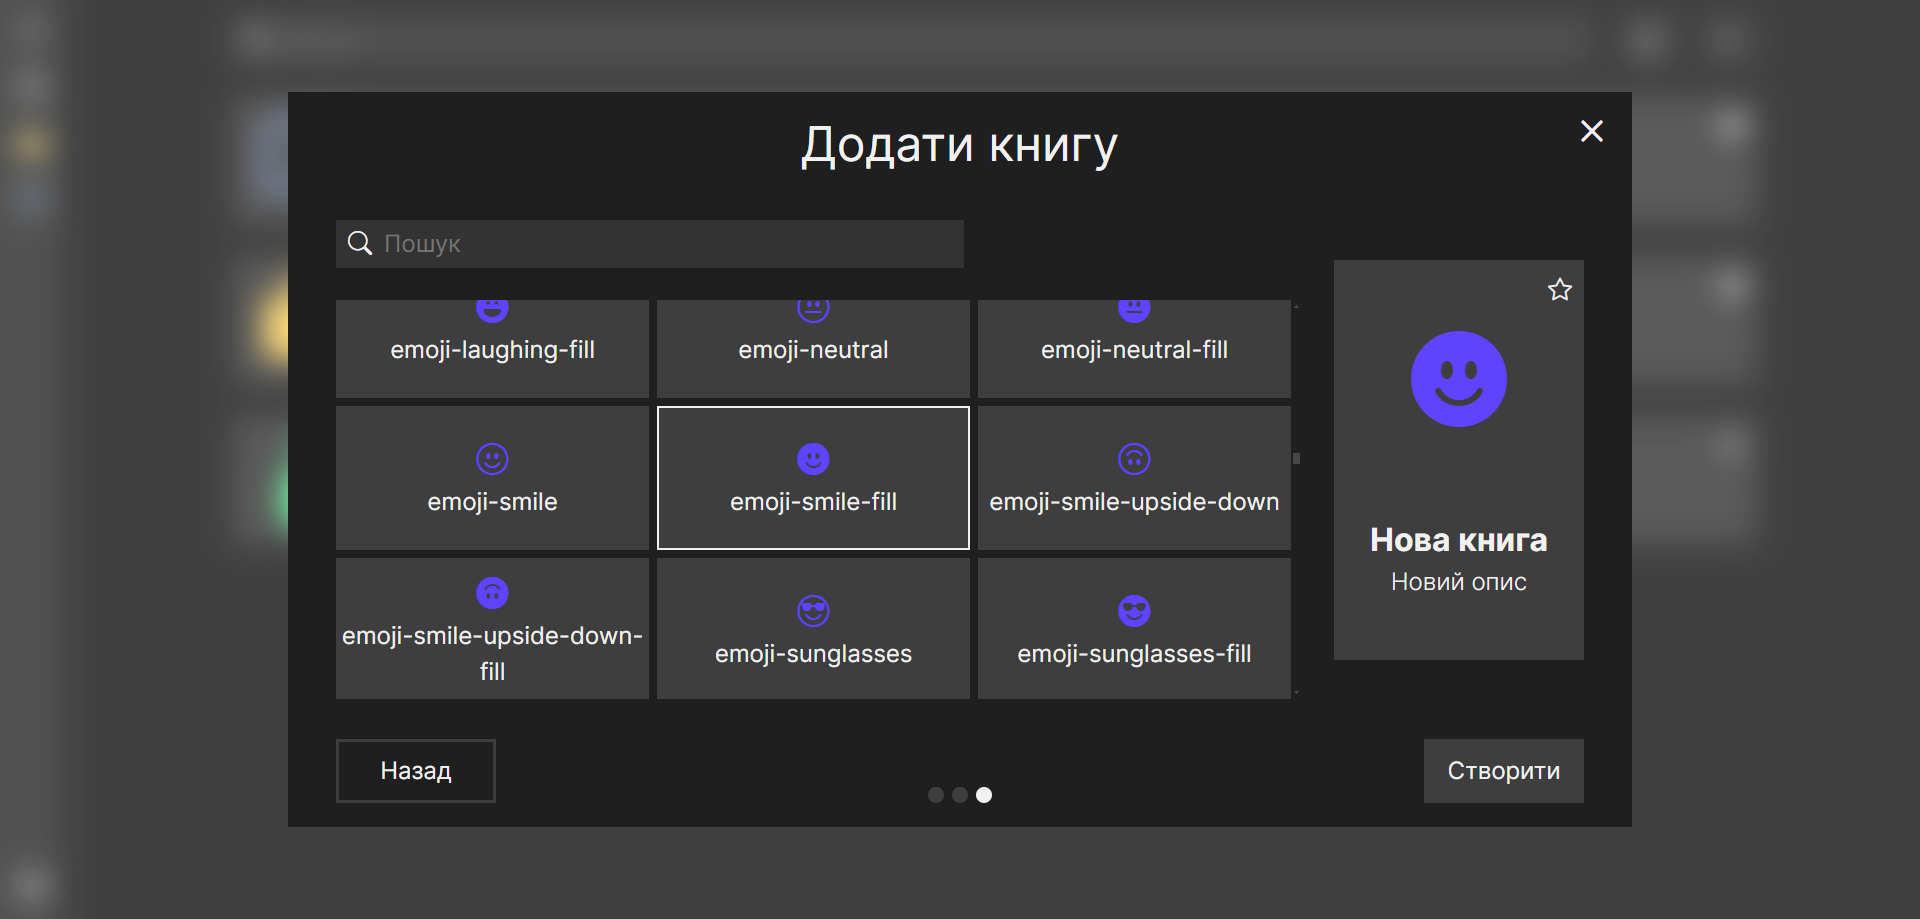 Додати книгу
Пошук
emoji-laughing-fill
emoji-neutral
emoji-neutral-fill
emoji-smile
emoji-smile-fill
emoji-smile-upside-down
emoji-smile-upside-down-
fill
emoji-sunglasses
emoji-sunglasses-fill
Нова книга
Новий опис
Назад
Створити